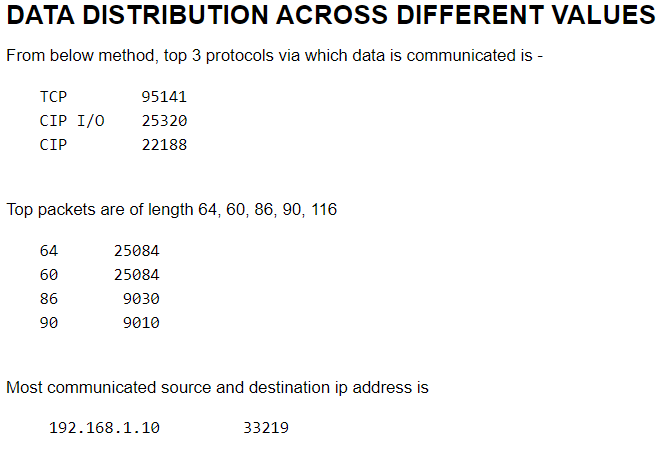 DATA DISTRIBUTION ACROSS DIFFERENT VALUES
From below method, top 3 protocols via which data is communicated is -
TCP 95141
CIP I/O 25320
CIP 22188
Top packets are of length 64, 60, 86, 90, 116
64 25084
60 25084
86 9030
90 9010
Most communicated source and destination ip address is
192.168.1.10 33219